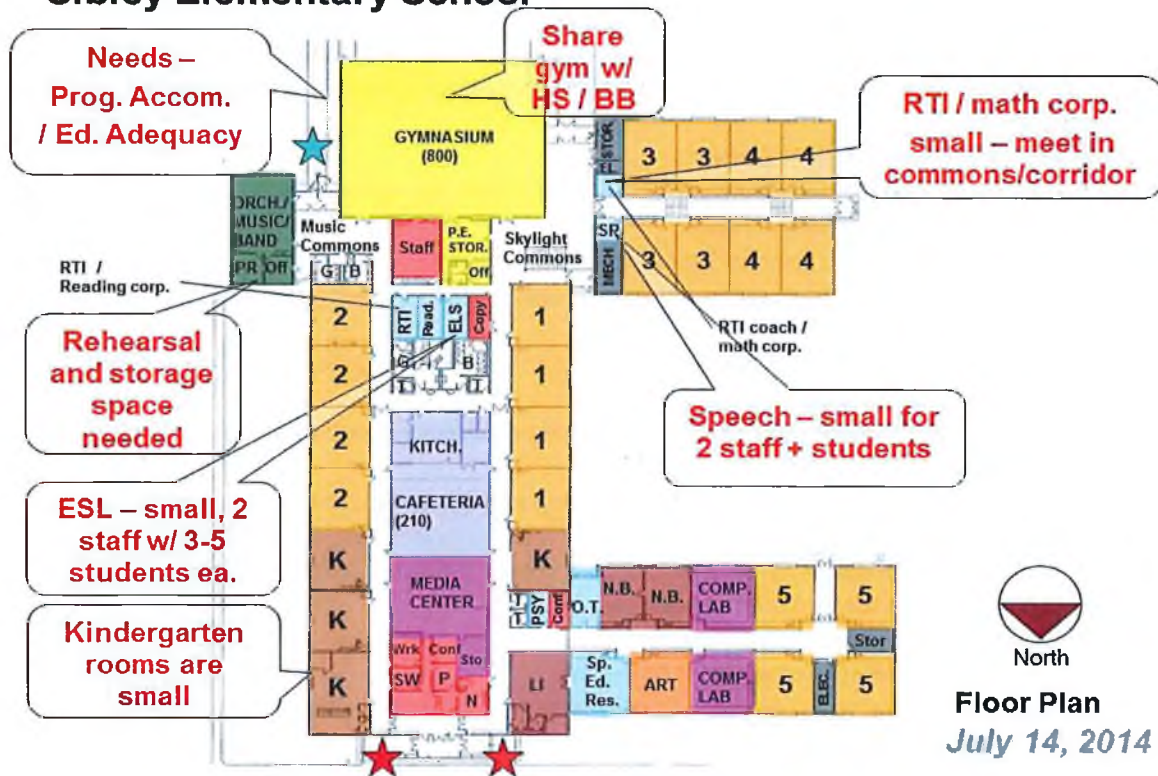 Sibley Elementary School
Needs –
Prog. Accom.
/ Ed. Adequacy
Share
gym w/
HS / BB
RTI / math corp.
small – meet in
commons/corridor
GYMNASIUM
(800)
STOR.
3 3 4 4
ORCH./
MUSIC/
BAND
PR Off
Music
Commons
G B
Staff
P.E.
STOR.
Off
Skylight
Commons
SR
MECH
3 3 4 4
RTI /
Reading corp.
RTI Read. ELS Copy
G B
T T
RTI coach /
math corp.
Rehearsal
and storage
space
needed
Speech – small for
2 staff + students
2
2
2
2
1
1
1
1
KITCH.
CAFETERIA
(210)
ESL – small, 2
staff w/ 3-5
students ea.
K
K
K
K
MEDIA
CENTER
Wrk Conf
Sto
SW P
N
T
T
PSY
Conf
O.T.
N.B. N.B.
COMP.
LAB
5 5
Stor
Kindergarten
rooms are
small
LI
Sp.
Ed.
Res.
ART
COMP.
LAB
5
ELEC.
5
North
Floor Plan
July 14, 2014